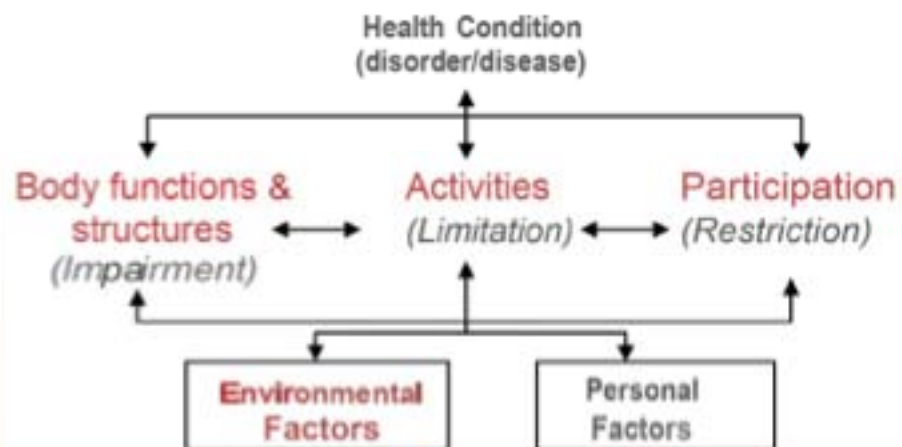 Health Condition
(disorder/disease)
Body functions &
structures
(Impairment)
Activities
(Limitation)
Participation
(Restriction)
Environmental
Factors
Personal
Factors